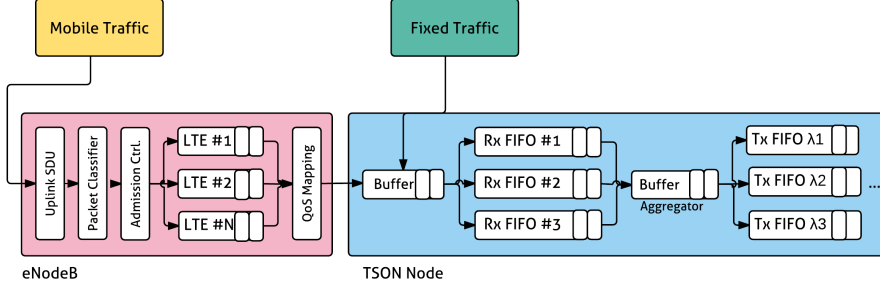 Mobile Traffic
Fixed Traffic
Uplink SDU
Packet Classifier
Admission Ctrl.
LTE #1
LTE #2
LTE #N
QoS Mapping
Buffer
Rx FIFO #1
Rx FIFO #2
Rx FIFO #3
Buffer
Aggregator
Tx FIFO λ1
Tx FIFO λ2
Tx FIFO λ3
...
eNodeB
TSON Node